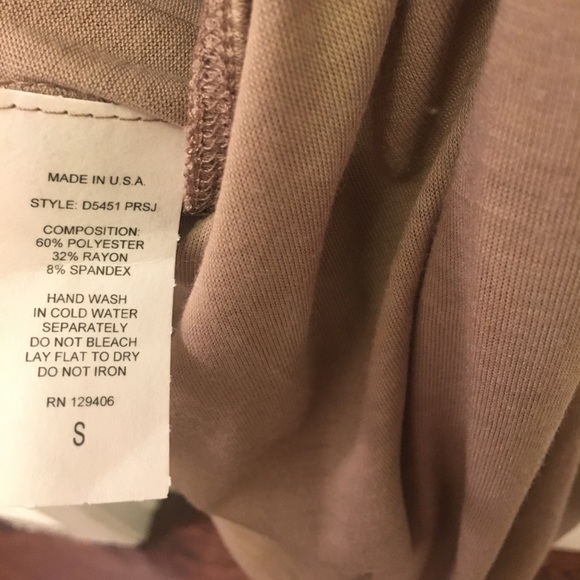 MADE IN U.S.A.
STYLE: D5451 PRSJ
COMPOSITION:
60% POLYESTER
32% RAYON
8% SPANDEX
HAND WASH
IN COLD WATER
SEPARATELY
DO NOT BLEACH
LAY FLAT TO DRY
DO NOT IRON
RN 129406
S